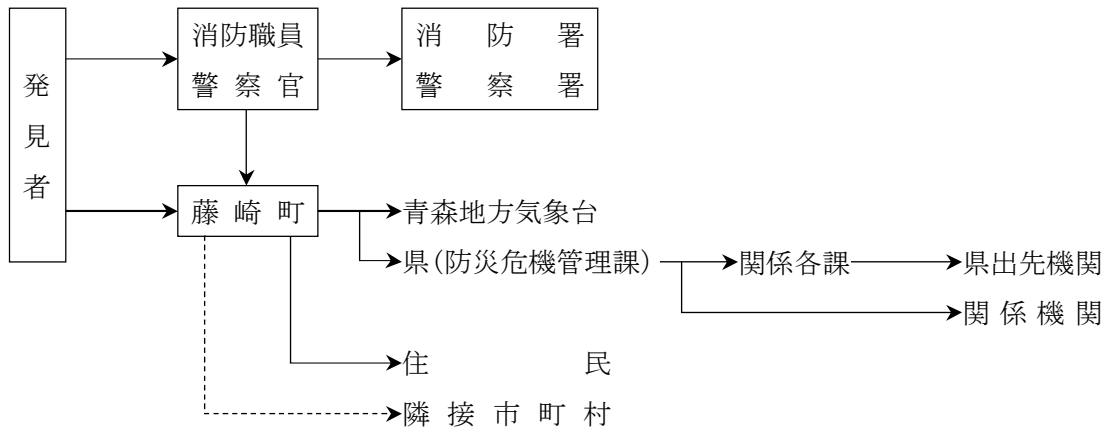 発見者
消防職員
警察官
消防署
警察署
藤崎町
青森地方気象台
県(防災危機管理課)
関係各課
県出先機関
関係機関
住民
隣接市町村